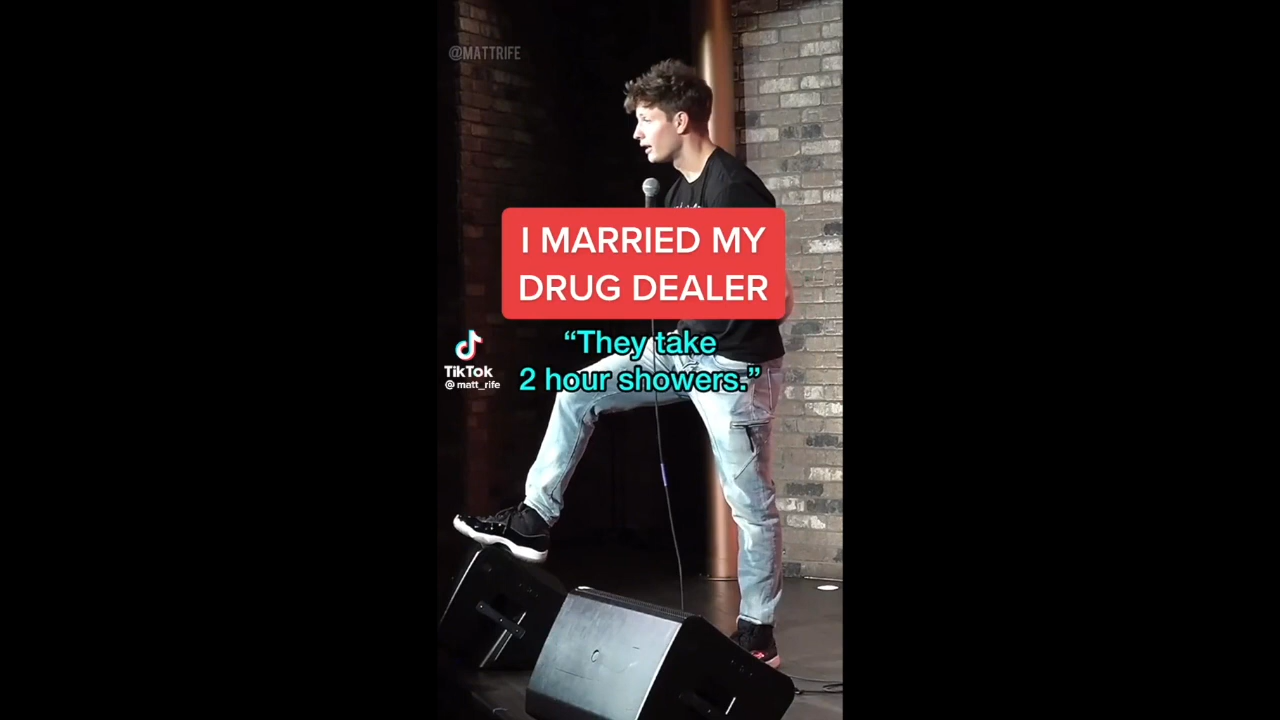 @MATTRIFE
I MARRIED MY
DRUG DEALER
“They take
2 hour showers.”
TikTok
@ matt_rife